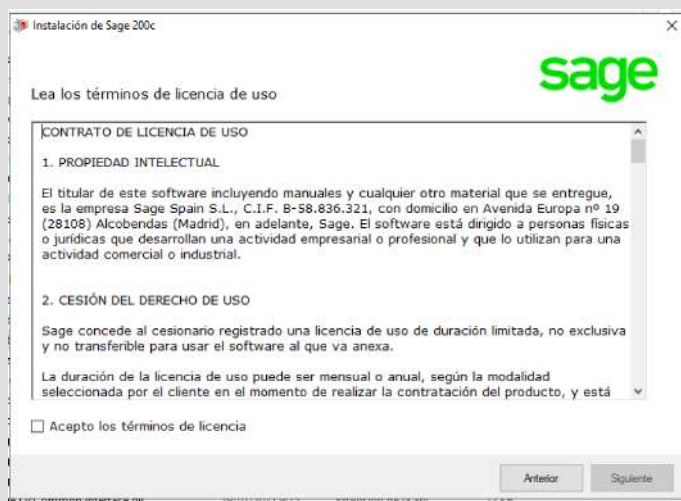 Instalación de Sage 200c
sage
Lea los términos de licencia de uso
CONTRATO DE LICENCIA DE USO
1. PROPIEDAD INTELECTUAL
El titular de este software incluyendo manuales y cualquier otro material que se entregue,
es la empresa Sage Spain S.L., C.I.F. B-58.836.321, con domicilio en Avenida Europa nº 19
(28108) Alcobendas (Madrid), en adelante, Sage. El software está dirigido a personas físicas
o jurídicas que desarrollan una actividad empresarial o profesional y que lo utilizan para una
actividad comercial o industrial.
2. CESIÓN DEL DERECHO DE USO
Sage concede al cesionario registrado una licencia de uso de duración limitada, no exclusiva
y no transferible para usar el software al que va anexa.
La duración de la licencia de uso puede ser mensual o anual, según la modalidad
seleccionada por el cliente en el momento de realizar la contratación del producto, y está
Acepto los términos de licencia
Anterior
Siguiente